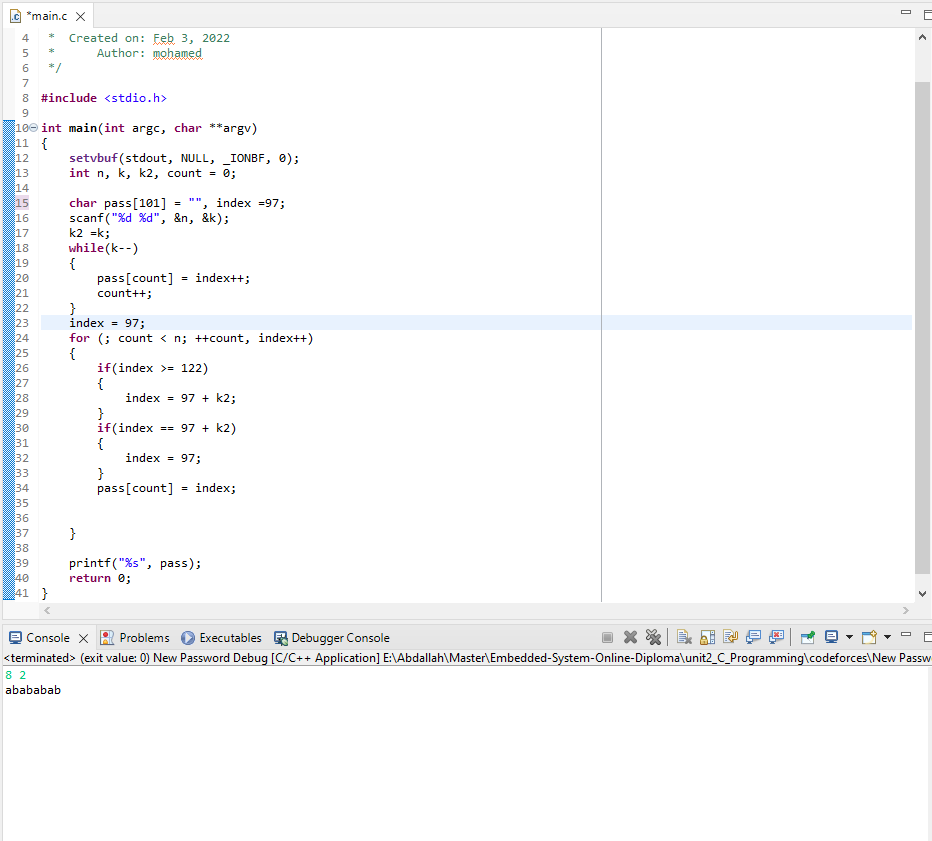 *main.c
4 * Created on: Feb 3, 2022
5 * Author: mohamed
6 */
7
8 #include <stdio.h>
9
10 int main(int argc, char **argv)
11 {
12 setvbuf(stdout, NULL, _IONBF, 0);
13 int n, k, k2, count = 0;
14
15 char pass[101] = "", index =97;
16 scanf("%d %d", &n, &k);
17 k2 =k;
18 while(k--)
19 {
20 pass[count] = index++;
21 count++;
22 }
23 index = 97;
24 for (; count < n; ++count, index++)
25 {
26 if(index >= 122)
27 {
28 index = 97 + k2;
29 }
30 if(index == 97 + k2)
31 {
32 index = 97;
33 }
34 pass[count] = index;
35
36
37 }
38
39 printf("%s", pass);
40 return 0;
41 }
Console Problems Executables Debugger Console
<terminated> (exit value: 0) New Password Debug [C/C++ Application] E:\Abdallah\Master\Embedded-System-Online-Diploma\unit2_C_Programming\codeforces\New Passw
8 2
abababab